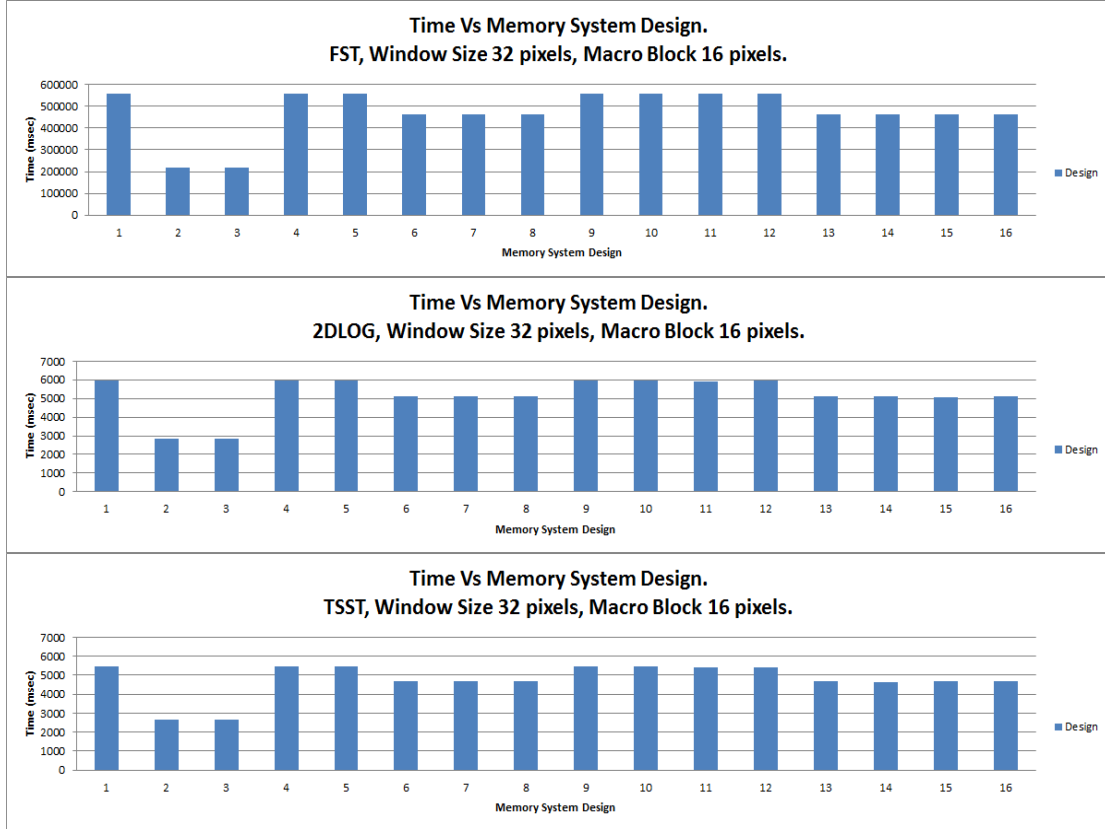 Time Vs Memory System Design.
FST, Window Size 32 pixels, Macro Block 16 pixels.
Time (msec)
600000
500000
400000
300000
200000
100000
0
1 2 3 4 5 6 7 8 9 10 11 12 13 14 15 16
Memory System Design
Design
Time Vs Memory System Design.
2DLOG, Window Size 32 pixels, Macro Block 16 pixels.
Time (msec)
7000
6000
5000
4000
3000
2000
1000
0
1 2 3 4 5 6 7 8 9 10 11 12 13 14 15 16
Memory System Design
Design
Time Vs Memory System Design.
TSST, Window Size 32 pixels, Macro Block 16 pixels.
Time (msec)
7000
6000
5000
4000
3000
2000
1000
0
1 2 3 4 5 6 7 8 9 10 11 12 13 14 15 16
Memory System Design
Design